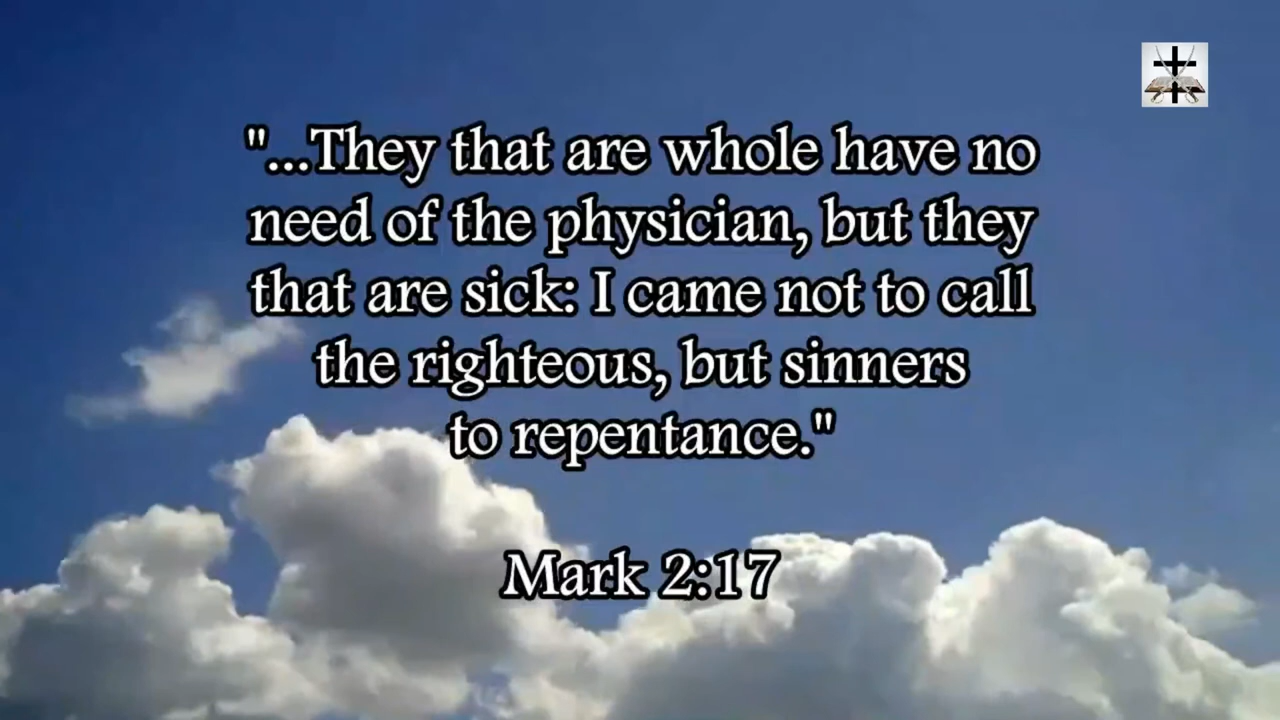 "...They that are whole have no
need of the physician, but they
that are sick: I came not to call
the righteous, but sinners
to repentance."
Mark 2:17